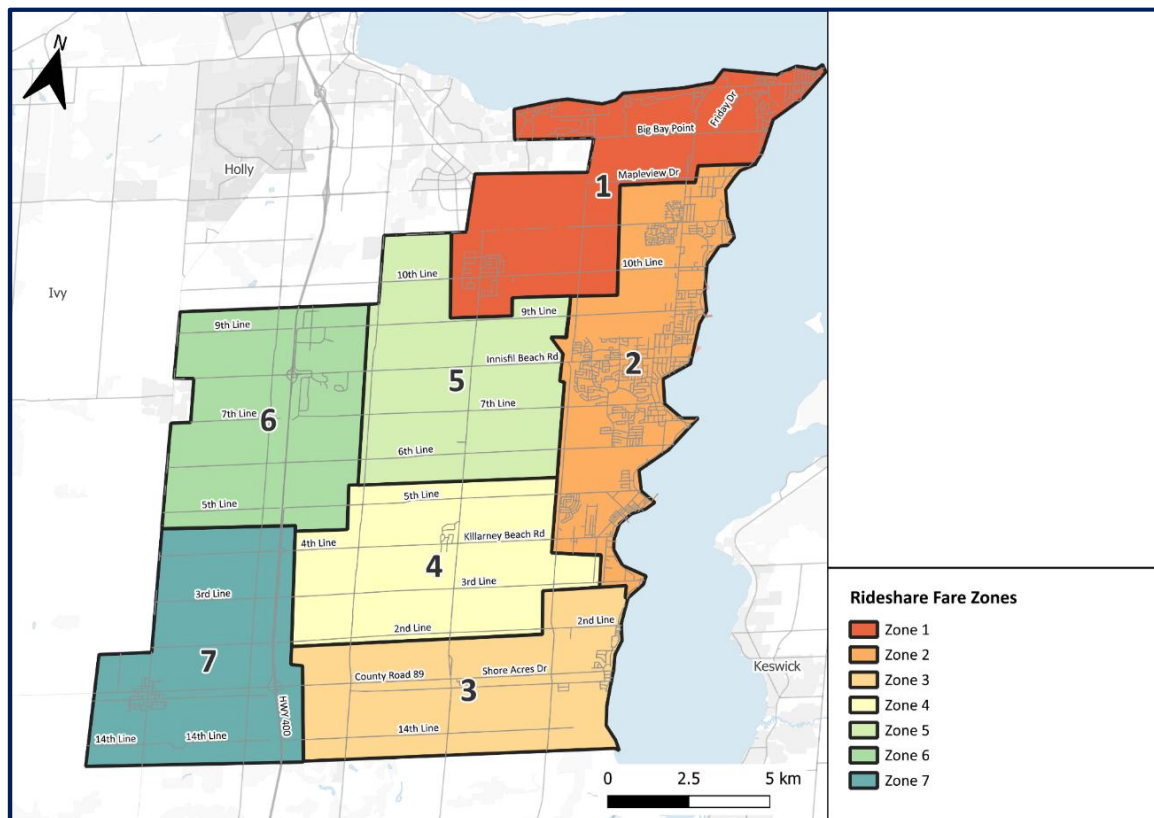 N
Friday Dr
Big Bay Point
Holly
Mapleview Dr
1
10th Line
10th Line
Ivy
9th Line
9th Line
Innisfil Beach Rd
2
5
7th Line
7th Line
6
6th Line
5th Line
5th Line
Killarney Beach Rd
4th Line
4
3rd Line
3rd Line
2nd Line
2nd Line
7
County Road 89
Shore Acres Dr
3
Keswick
HWY 400
14th Line
14th Line
14th Line
0 2.5 5 km
Rideshare Fare Zones
Zone 1
Zone 2
Zone 3
Zone 4
Zone 5
Zone 6
Zone 7